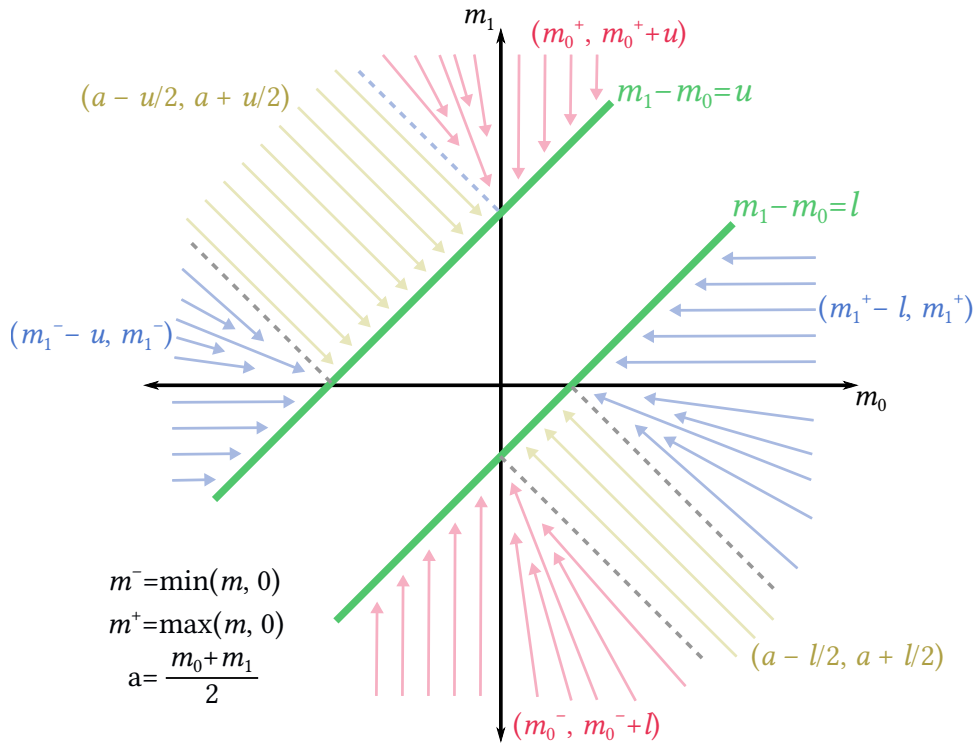 m₁
(m₀⁺, m₀⁺+u)
(a – u/2, a + u/2)
m₁–m₀=u
m₁–m₀=l
(m₁⁻– u, m₁⁻)
(m₁⁺– l, m₁⁺)
m₀
m⁻=min(m, 0)
m⁺=max(m, 0)
a= m₀+m₁
2
(a – l/2, a + l/2)
(m₀⁻, m₀⁻+l)